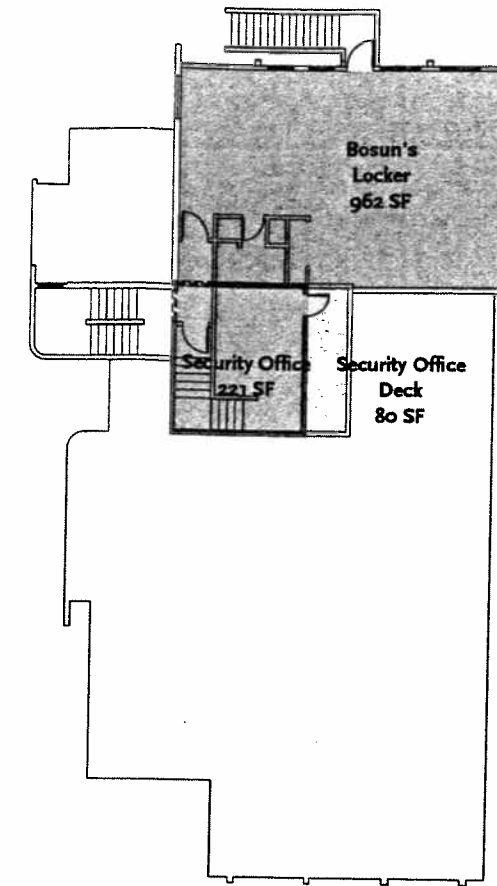 Bosun's
Locker
962 SF
Security Office
221 SF
Security Office
Deck
80 SF